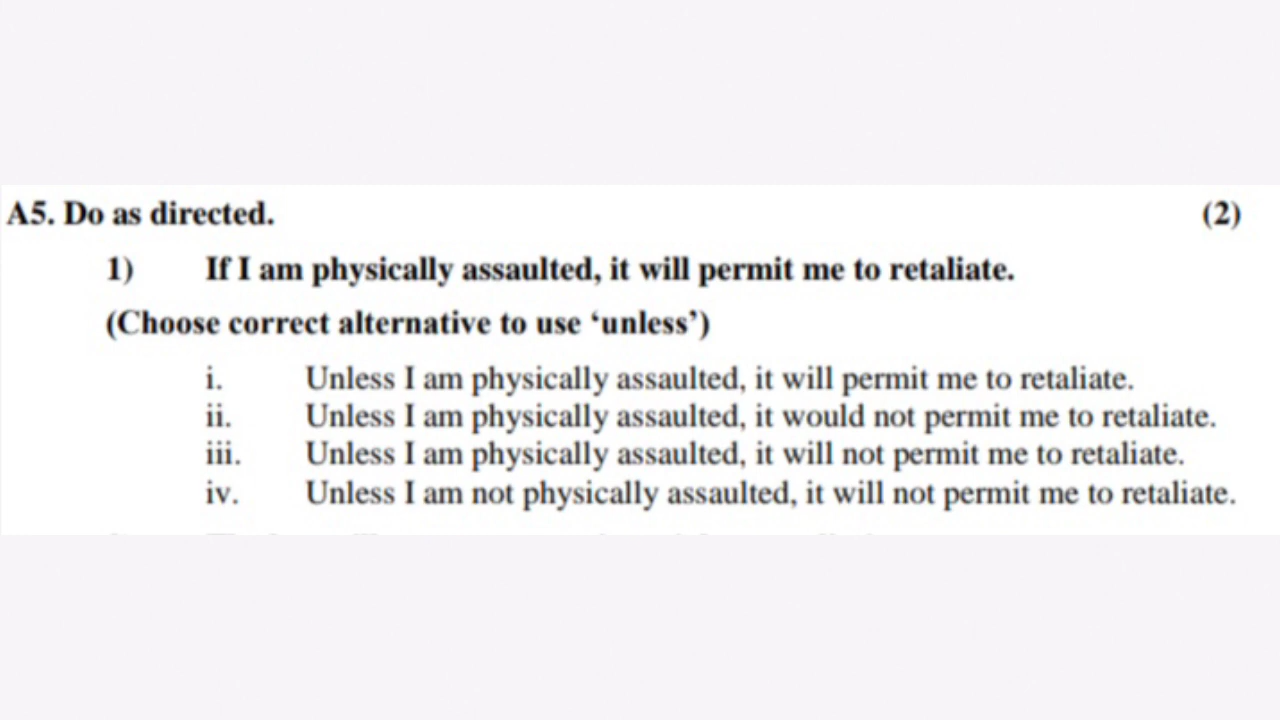 A5. Do as directed. (2)
1) If I am physically assaulted, it will permit me to retaliate.
(Choose correct alternative to use ‘unless’)
i. Unless I am physically assaulted, it will permit me to retaliate.
ii. Unless I am physically assaulted, it would not permit me to retaliate.
iii. Unless I am physically assaulted, it will not permit me to retaliate.
iv. Unless I am not physically assaulted, it will not permit me to retaliate.